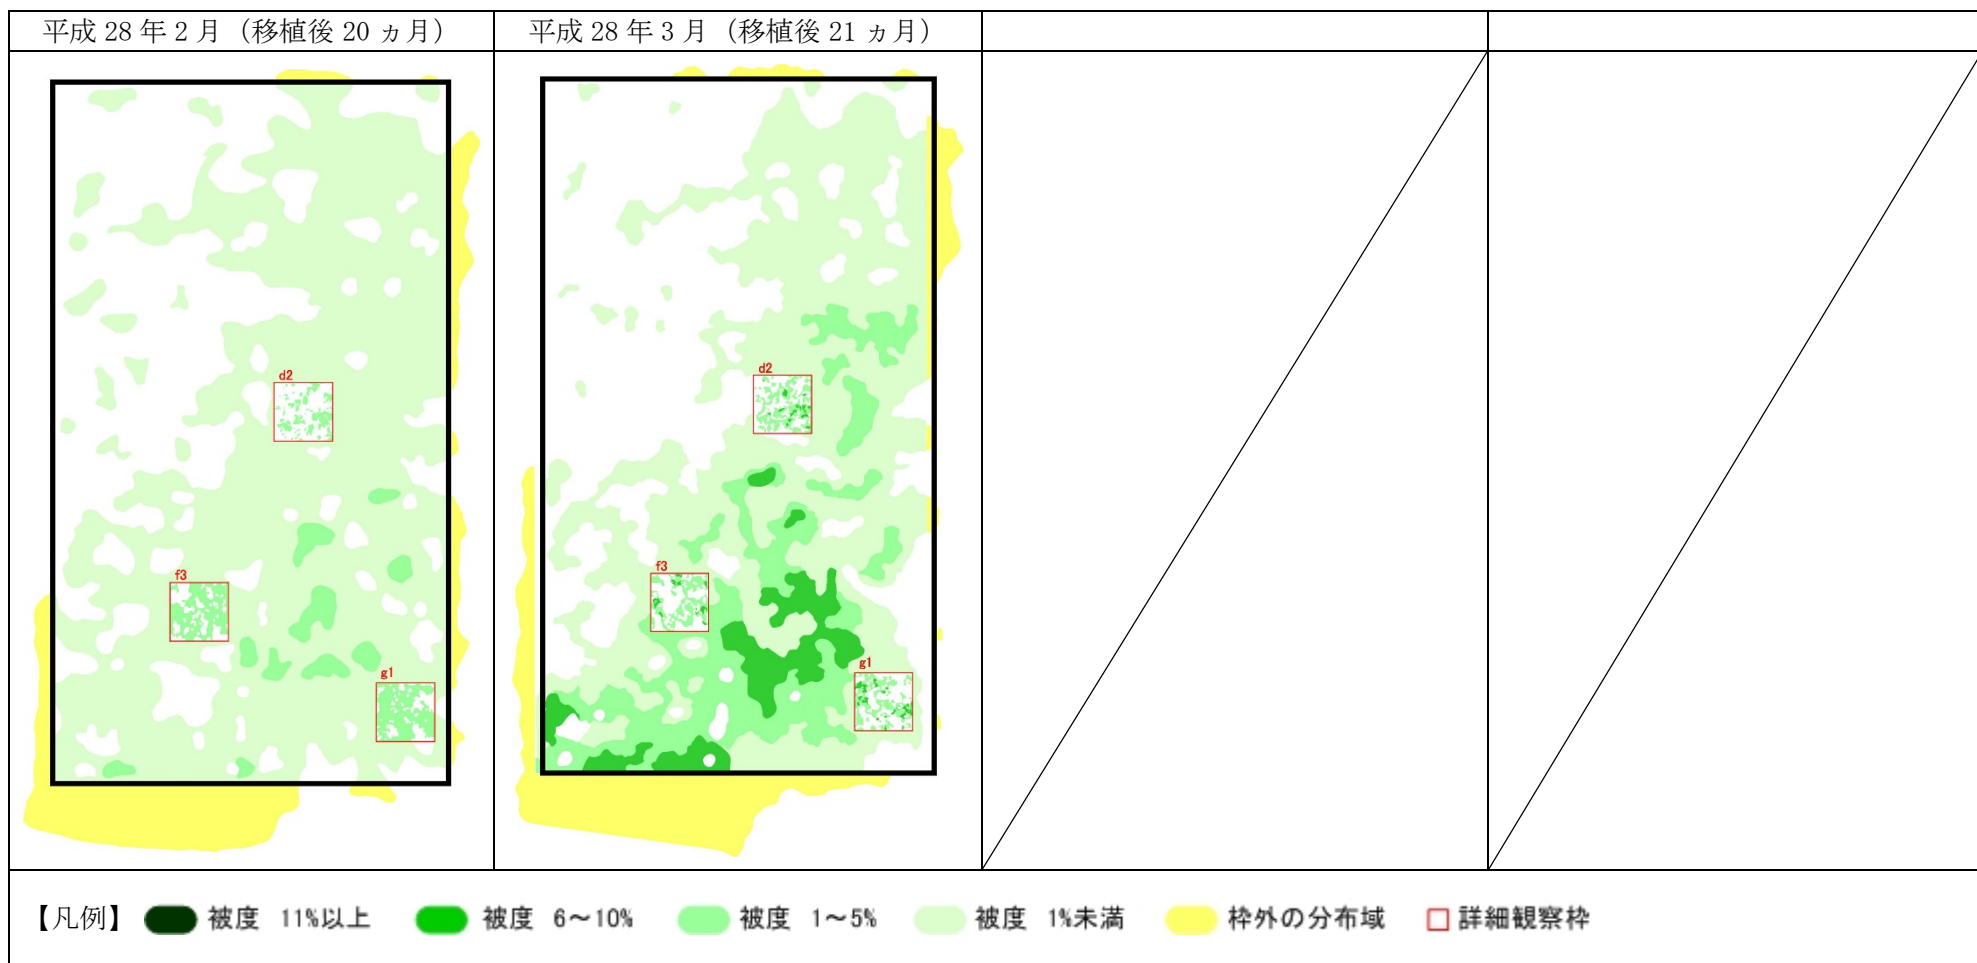 平成 28 年 2 月（移植後 20 ヵ月）
平成 28 年 3 月（移植後 21 ヵ月）
d2
f3
g1
d2
f3
g1
【凡例】 被度 11%以上 被度 6～10% 被度 1～5% 被度 1%未満 枠外の分布域 詳細観察枠